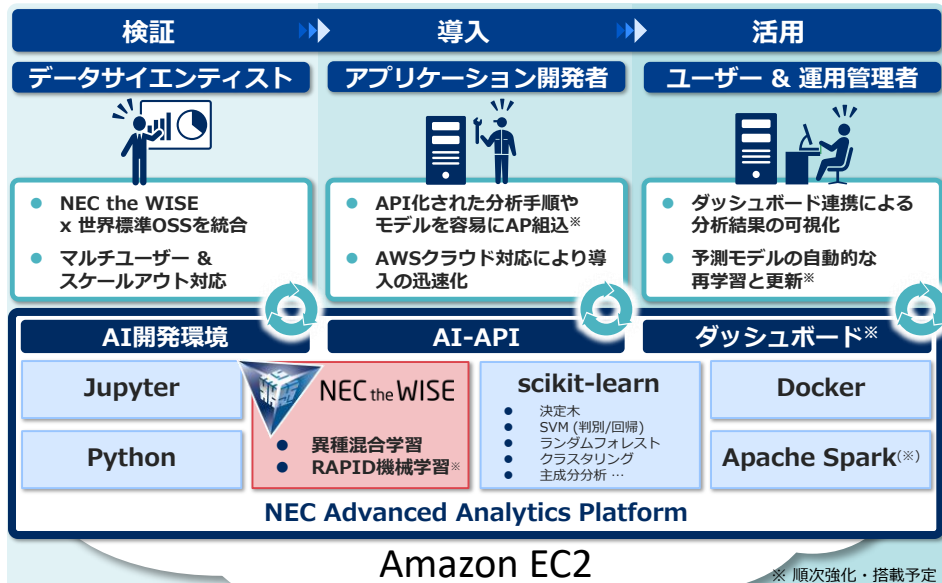 検証
導入
活用
データサイエンティスト
アプリケーション開発者
ユーザー & 運用管理者
● NEC the WISE
x 世界標準OSSを統合
● マルチユーザー &
スケールアウト対応
● API化された分析手順や
モデルを容易にAP組込※
● AWSクラウド対応により導
入の迅速化
● ダッシュボード連携による
分析結果の可視化
● 予測モデルの自動的な
再学習と更新※
AI開発環境
AI-API
ダッシュボード※
Jupyter
Python
NEC the WISE
● 異種混合学習
● RAPID機械学習※
scikit-learn
● 決定木
● SVM (判別/回帰)
● ランダムフォレスト
● クラスタリング
● 主成分分析 …
Docker
Apache Spark(※)
NEC Advanced Analytics Platform
Amazon EC2
※ 順次強化・搭載予定